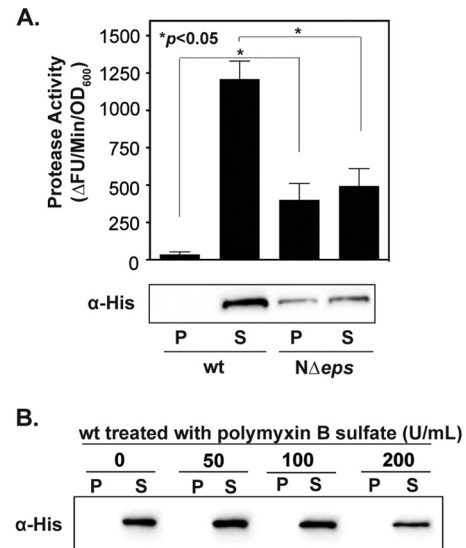 A.
*p<0.05
*
*
Protease Activity
(ΔFU/Min/OD600)
1500
1250
1000
750
500
250
0
α-His
P S P S
wt NΔeps
B.
wt treated with polymyxin B sulfate (U/mL)
0 50 100 200
P S P S P S P S
α-His